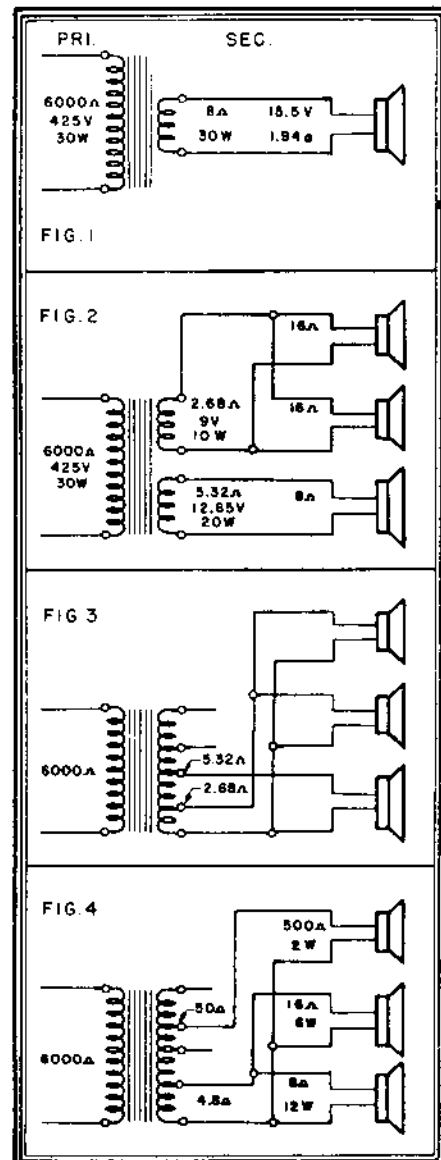 PRI. SEC.
6000Ω 8Ω 15.5V
425V
30W 30W 1.94a
FIG. 1
FIG. 2
16Ω
2.68Ω 16Ω
9V
10W
6000Ω
425V
30W
5.32Ω 8Ω
12.65V
20W
FIG 3
6000Ω 5.32Ω
2.68Ω
FIG. 4
500Ω
2W
50Ω 16Ω
6W
6000Ω
4.8Ω 8Ω
12W